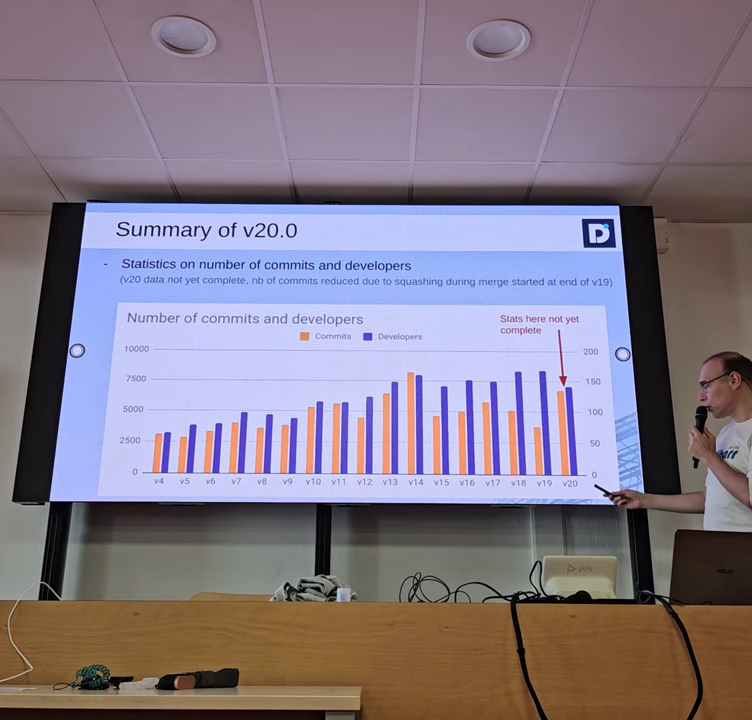 Summary of v20.0
D
- Statistics on number of commits and developers
(v20 data not yet complete, nb of commits reduced due to squashing during merge started at end of v19)
Number of commits and developers
Stats here not yet
complete
Commits Developers
10000
7500
5000
2500
0
200
150
100
50
0
v4 v5 v6 v7 v8 v9 v10 v11 v12 v13 v14 v15 v16 v17 v18 v19 v20
poly
ASUS